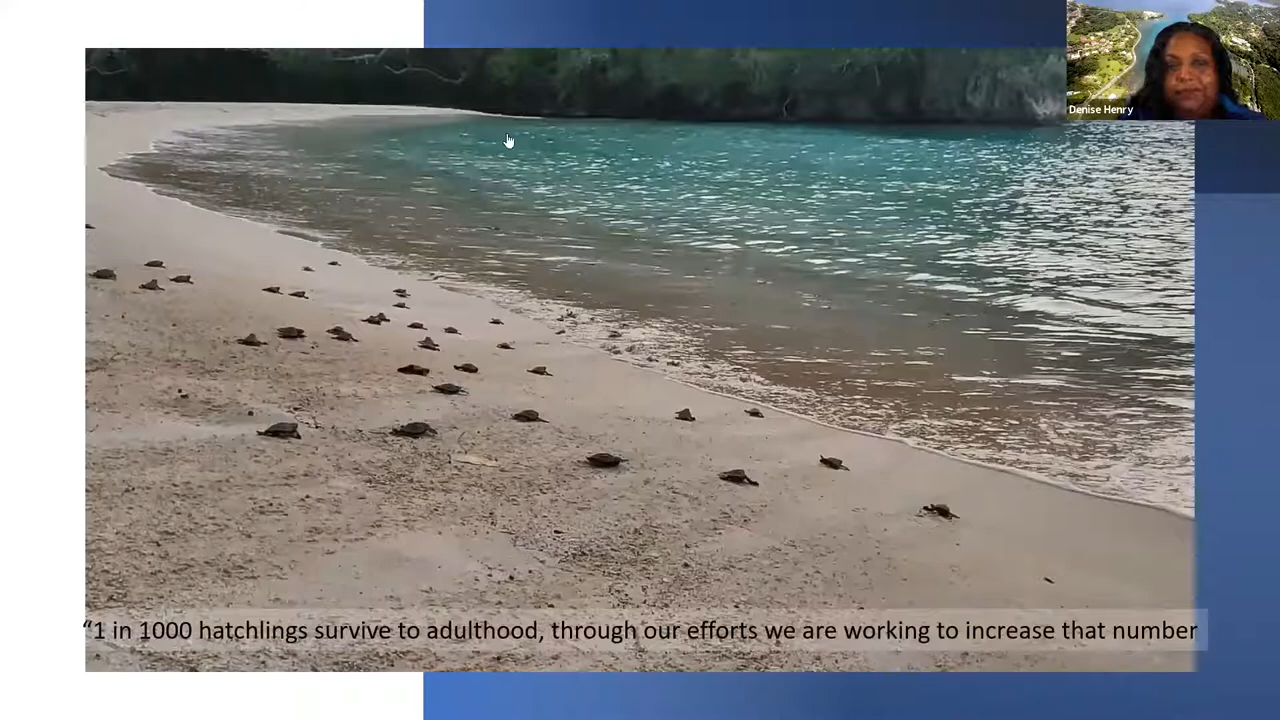 Denise Henry
“1 in 1000 hatchlings survive to adulthood, through our efforts we are working to increase that number